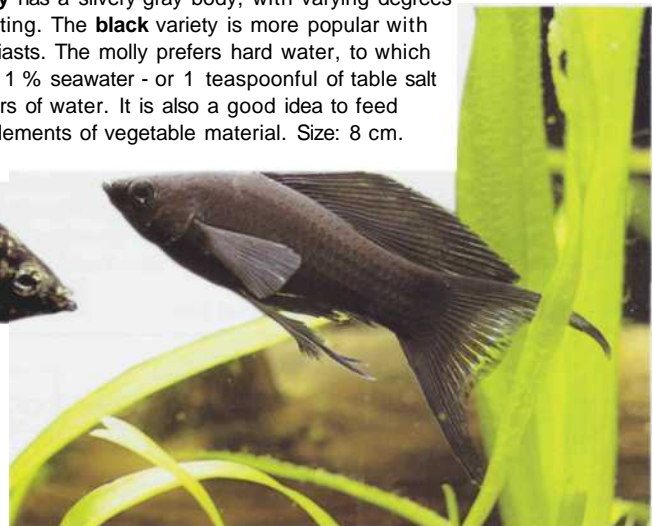 y has a silvery-gray body, with varying degrees
ting. The black variety is more popular with
iasts. The molly prefers hard water, to which
1 % seawater - or 1 teaspoonful of table salt
rs of water. It is also a good idea to feed
lements of vegetable material. Size: 8 cm.